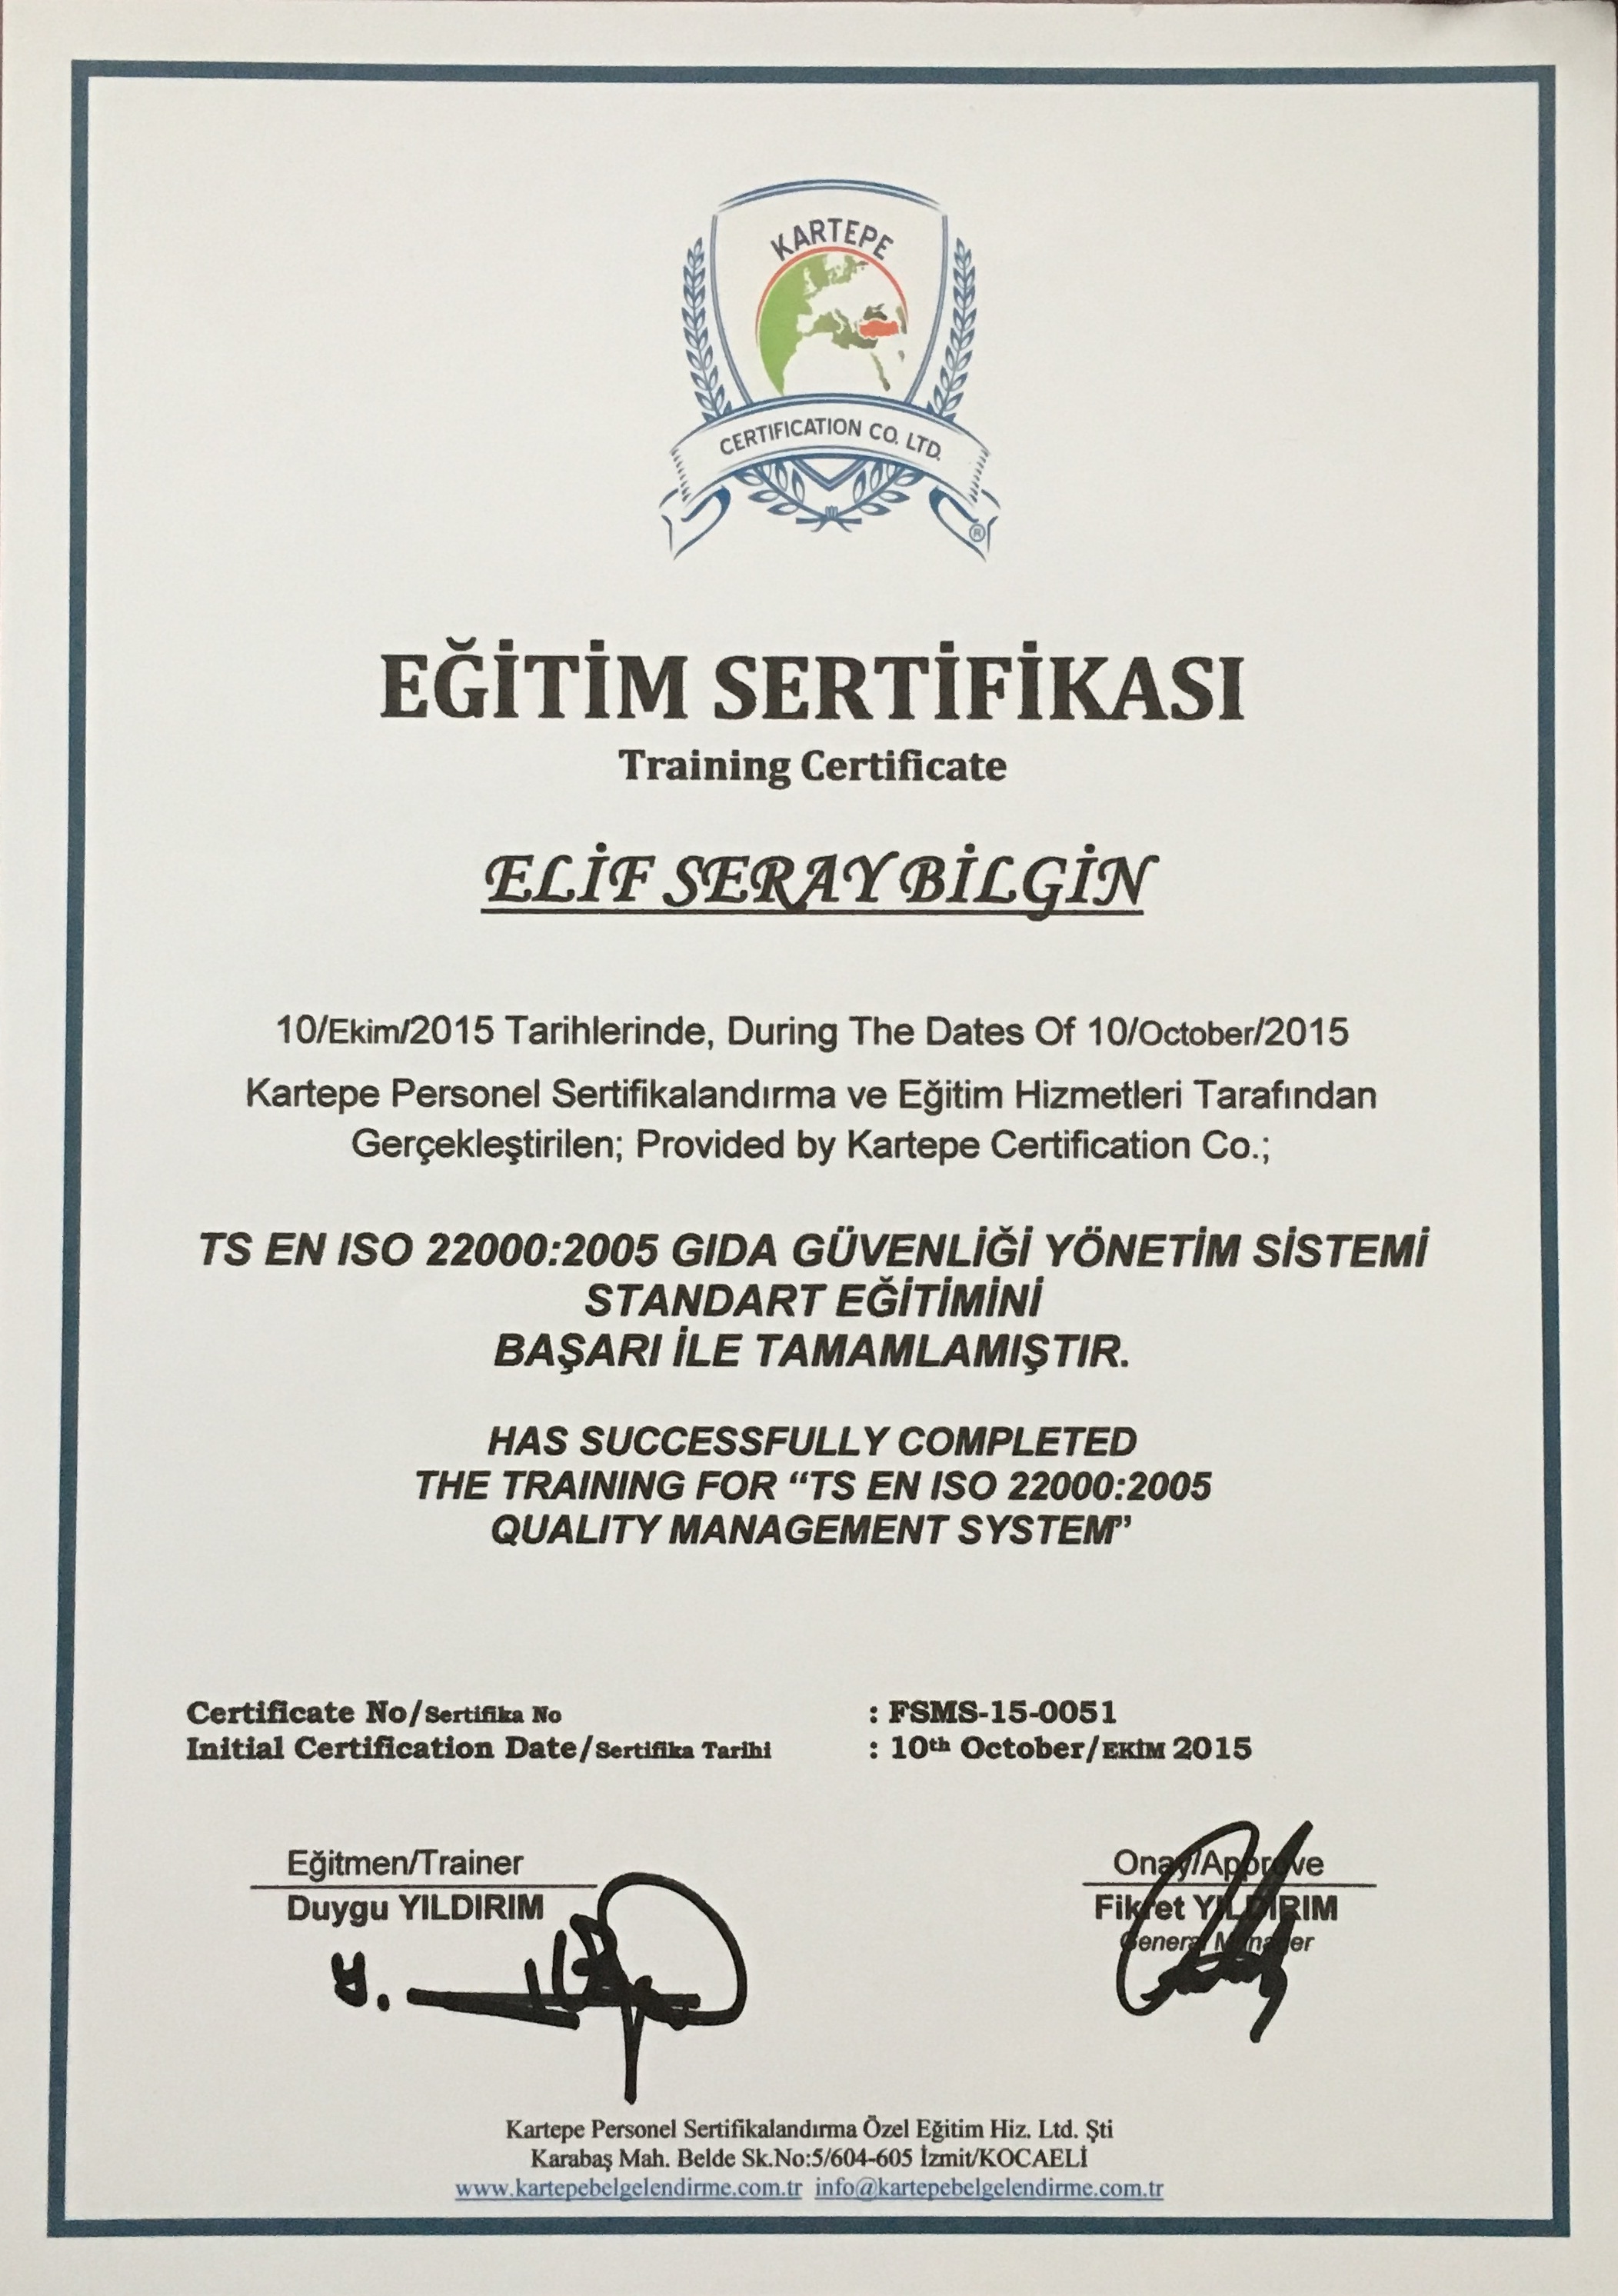 KARTEPE
CERTIFICATION CO. LTD.
®
EĞİTİM SERTİFİKASI
Training Certificate
ELİF SERAY BİLGİN
10/Ekim/2015 Tarihlerinde, During The Dates Of 10/October/2015
Kartepe Personel Sertifikalandırma ve Eğitim Hizmetleri Tarafından
Gerçekleştirilen; Provided by Kartepe Certification Co.;
TS EN ISO 22000:2005 GIDA GÜVENLİĞİ YÖNETİM SİSTEMİ
STANDART EĞİTİMİNİ
BAŞARI İLE TAMAMLAMIŞTIR.
HAS SUCCESSFULLY COMPLETED
THE TRAINING FOR “TS EN ISO 22000:2005
QUALITY MANAGEMENT SYSTEM”
Certificate No/Sertifika No : FSMS-15-0051
Initial Certification Date/Sertifika Tarihi : 10th October/EKİM 2015
Eğitmen/Trainer
Duygu YILDIRIM
Onay/Approve
Fikret YILDIRIM
General Manager
Kartepe Personel Sertifikalandırma Özel Eğitim Hiz. Ltd. Şti
Karabaş Mah. Belde Sk.No:5/604-605 İzmit/KOCAELİ
www.kartepebelgelendirme.com.tr info@kartepebelgelendirme.com.tr